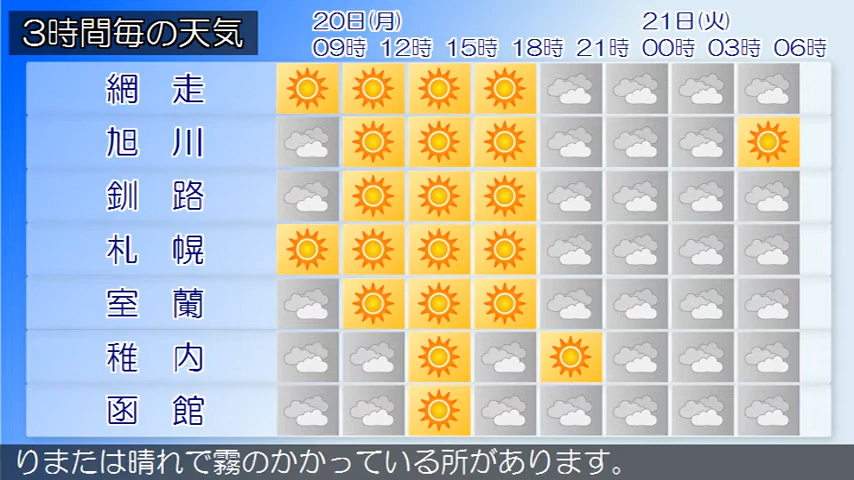 3時間毎の天気
20日(月) 21日(火)
09時 12時 15時 18時 21時 00時 03時 06時
網 走
旭 川
釧 路
札 幌
室 蘭
稚 内
函 館
りまたは晴れで霧のかかっている所があります。